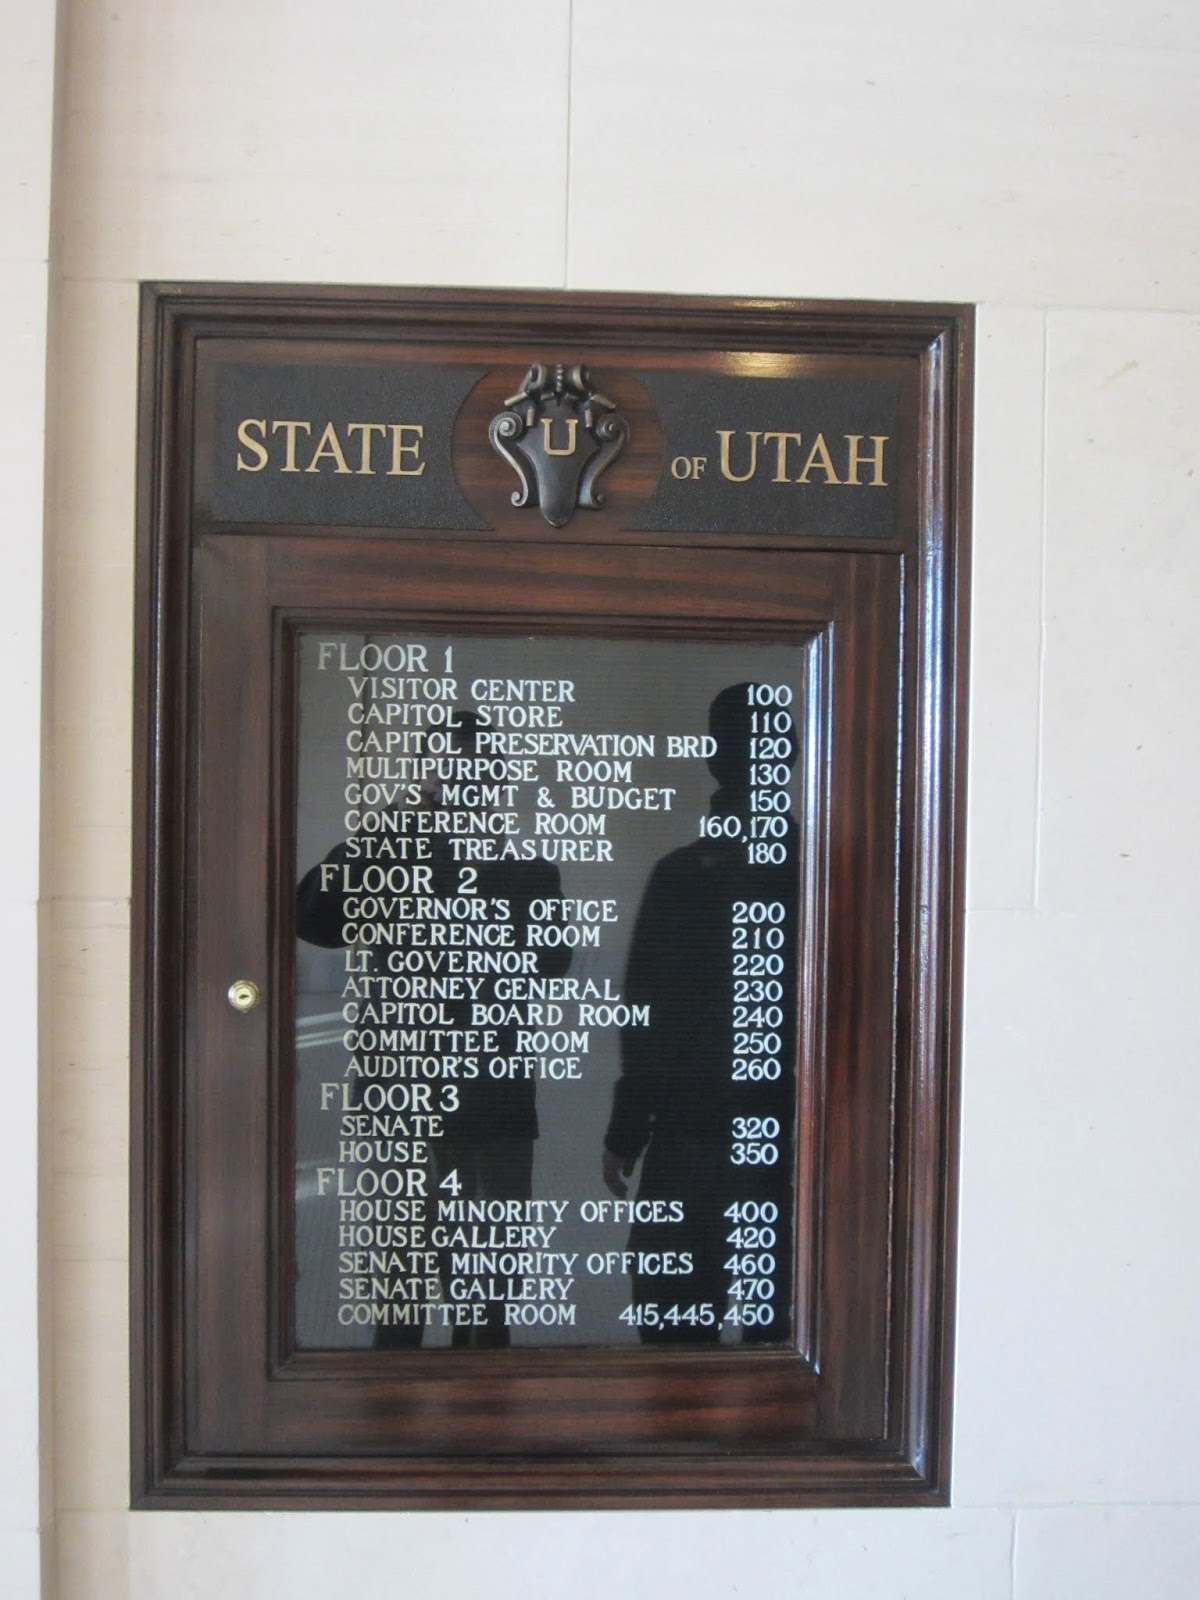 STATE U OF UTAH
FLOOR 1
VISITOR CENTER 100
CAPITOL STORE 110
CAPITOL PRESERVATION BRD 120
MULTIPURPOSE ROOM 130
GOV'S MGMT & BUDGET 150
CONFERENCE ROOM 160,170
STATE TREASURER 180
FLOOR 2
GOVERNOR'S OFFICE 200
CONFERENCE ROOM 210
LT. GOVERNOR 220
ATTORNEY GENERAL 230
CAPITOL BOARD ROOM 240
COMMITTEE ROOM 250
AUDITOR'S OFFICE 260
FLOOR 3
SENATE 320
HOUSE 350
FLOOR 4
HOUSE MINORITY OFFICES 400
HOUSE GALLERY 420
SENATE MINORITY OFFICES 460
SENATE GALLERY 470
COMMITTEE ROOM 415,445,450